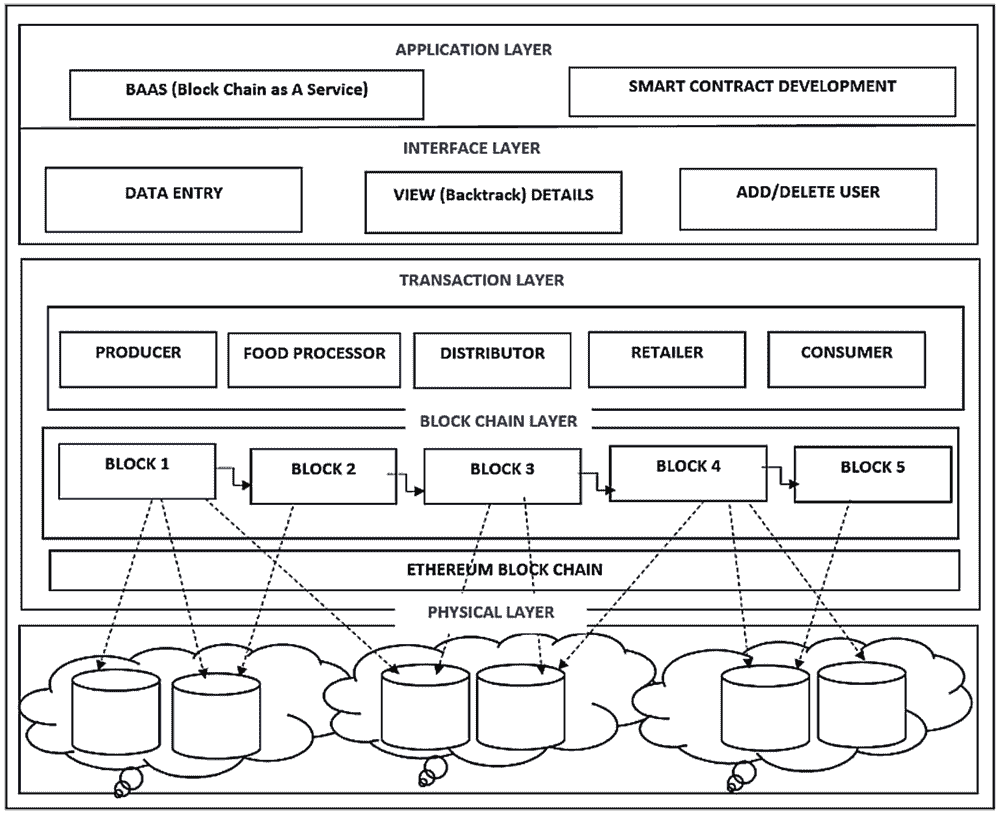 APPLICATION LAYER
BAAS (Block Chain as A Service)
SMART CONTRACT DEVELOPMENT
INTERFACE LAYER
DATA ENTRY
VIEW (Backtrack) DETAILS
ADD/DELETE USER
TRANSACTION LAYER
PRODUCER
FOOD PROCESSOR
DISTRIBUTOR
RETAILER
CONSUMER
BLOCK CHAIN LAYER
BLOCK 1
BLOCK 2
BLOCK 3
BLOCK 4
BLOCK 5
ETHEREUM BLOCK CHAIN
PHYSICAL LAYER